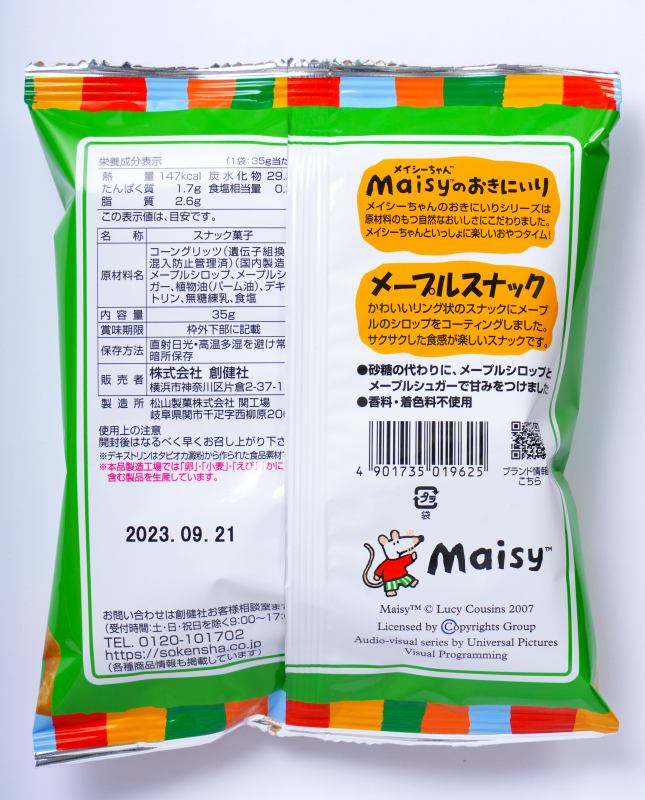 栄養成分表示 (1袋:35g当た
熱 量 147kcal 炭水化物 29.
たんぱく質 1.7g 食塩相当量 0.
脂 質 2.6g
この表示値は、目安です。
名 称 スナック菓子
原材料名 コーングリッツ(遺伝子組換
混入防止管理済)(国内製造
メープルシロップ、メープルシ
ガー、植物油(パーム油)、デキ
トリン、無糖練乳、食塩
内容量 35g
賞味期限 枠外下部に記載
保存方法 直射日光・高温多湿を避け常
暗所保存
販売者 株式会社 創健社
横浜市神奈川区片倉2-37-1
製造所 松山製菓株式会社 関工場
岐阜県関市千疋字西柳原20
使用上の注意
開封後はなるべく早くお召し上がり下さ
※デキストリンはタピオカ澱粉から作られた食品素材
※本品製造工場では「卵」・「小麦」・「えび」・「かに
含む製品を生産しています。
2023.09.21
お問い合わせは創健社お客様相談室ま
(受付時間:土・日・祝日を除く9:00~17:0
TEL. 0120-101702
https://sokensha.co.jp
(各種商品情報も掲載しています)
メイシーちゃん™
Maisyのおきにいり
メイシーちゃんのおきにいりシリーズは
原材料のもつ自然なおいしさにこだわりました。
メイシーちゃんといっしょに楽しいおやつタイム!
メープルスナック
かわいいリング状のスナックにメープ
ルのシロップをコーティングしました。
サクサクした食感が楽しいスナックです。
●砂糖の代わりに、メープルシロップと
メープルシュガーで甘みをつけました
●香料・着色料不使用
4 901735 019625
ブランド情報
こちら
プラ
袋
Maisy™
Maisy™ © Lucy Cousins 2007
Licensed by Copyrights Group
Audio-visual series by Universal Pictures
Visual Programming